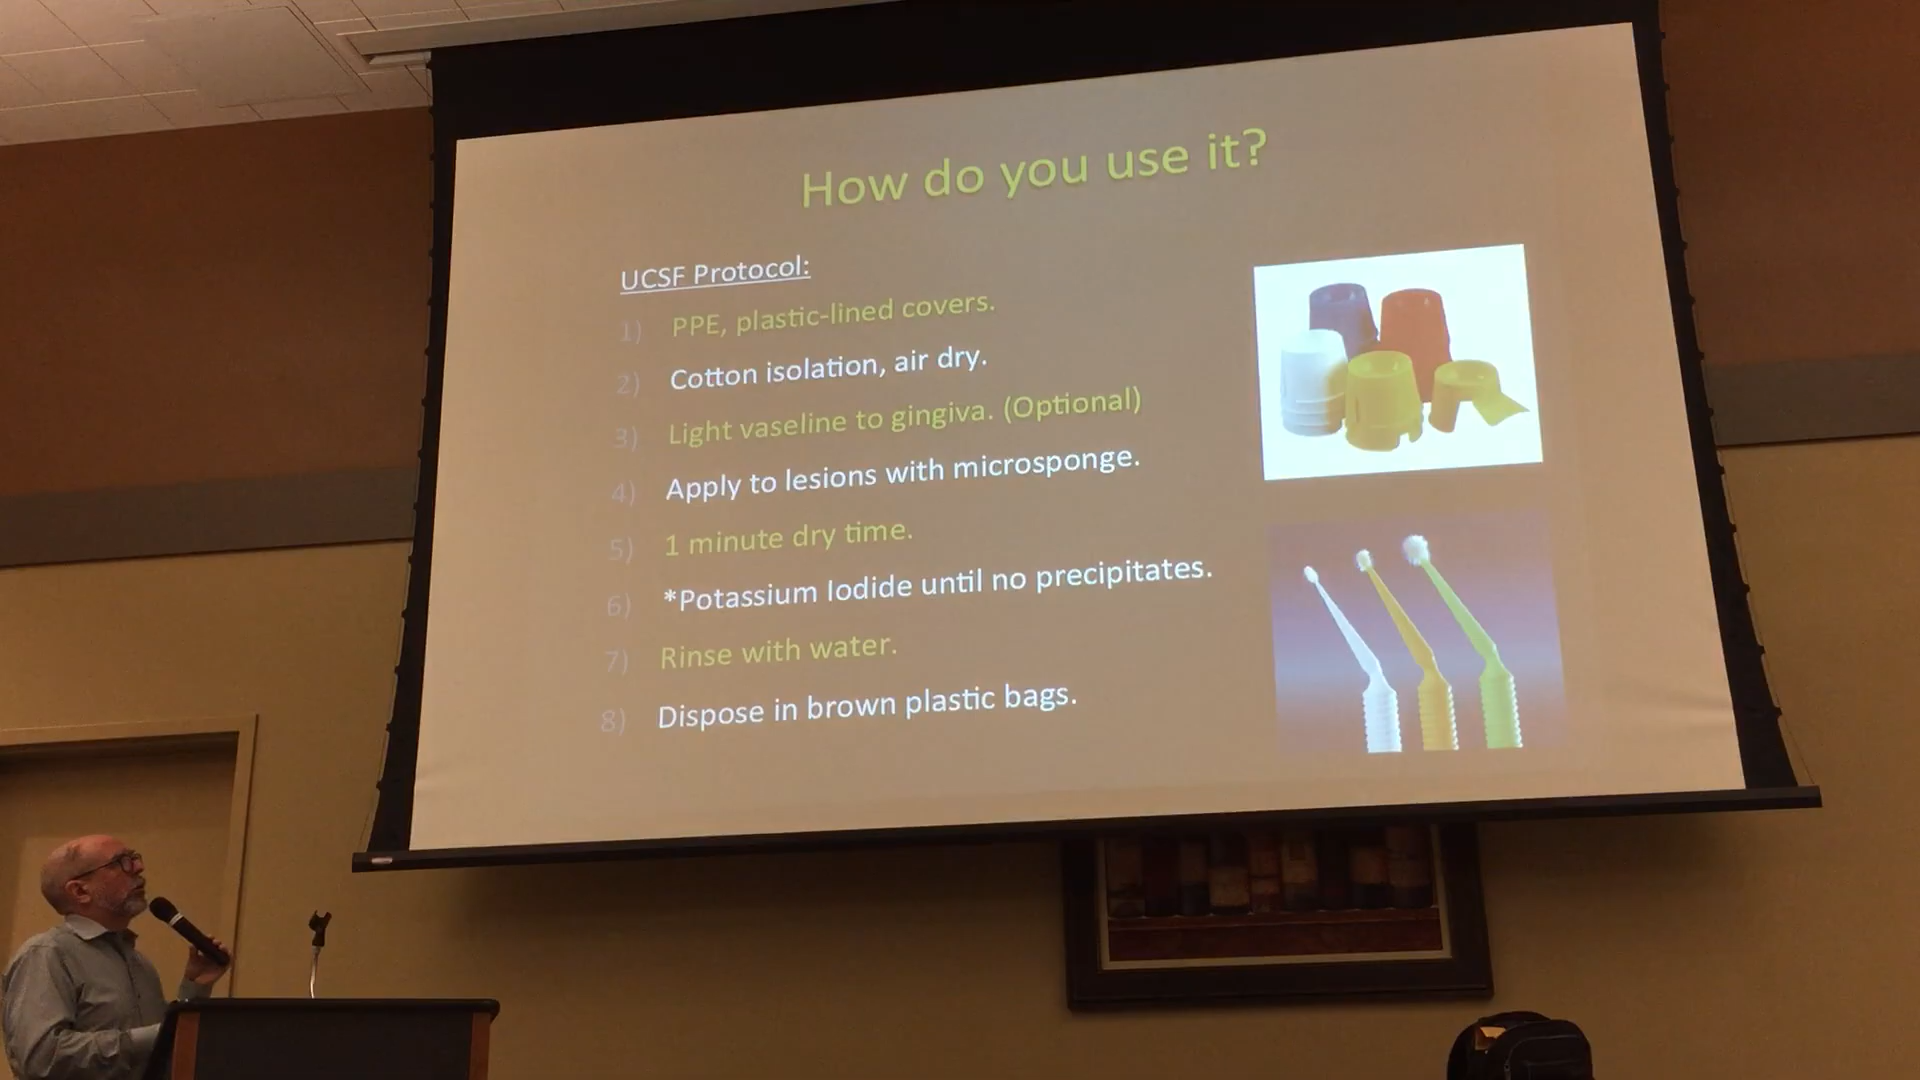 How do you use it?
UCSF Protocol:
1) PPE, plastic-lined covers.
2) Cotton isolation, air dry.
3) Light vaseline to gingiva. (Optional)
4) Apply to lesions with microsponge.
5) 1 minute dry time.
6) *Potassium Iodide until no precipitates.
7) Rinse with water.
8) Dispose in brown plastic bags.